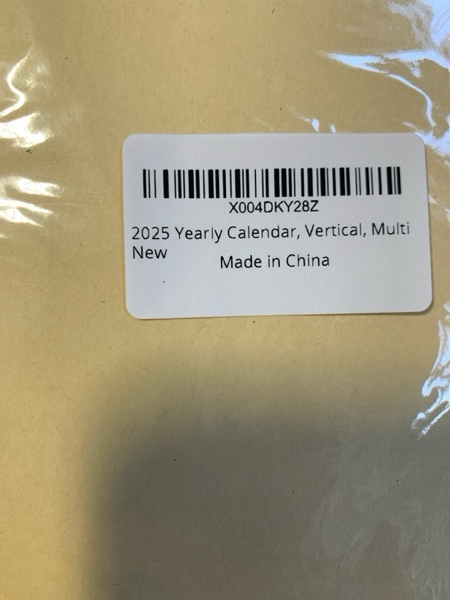 X004DKY28Z
2025 Yearly Calendar, Vertical, Multi
New
Made in China